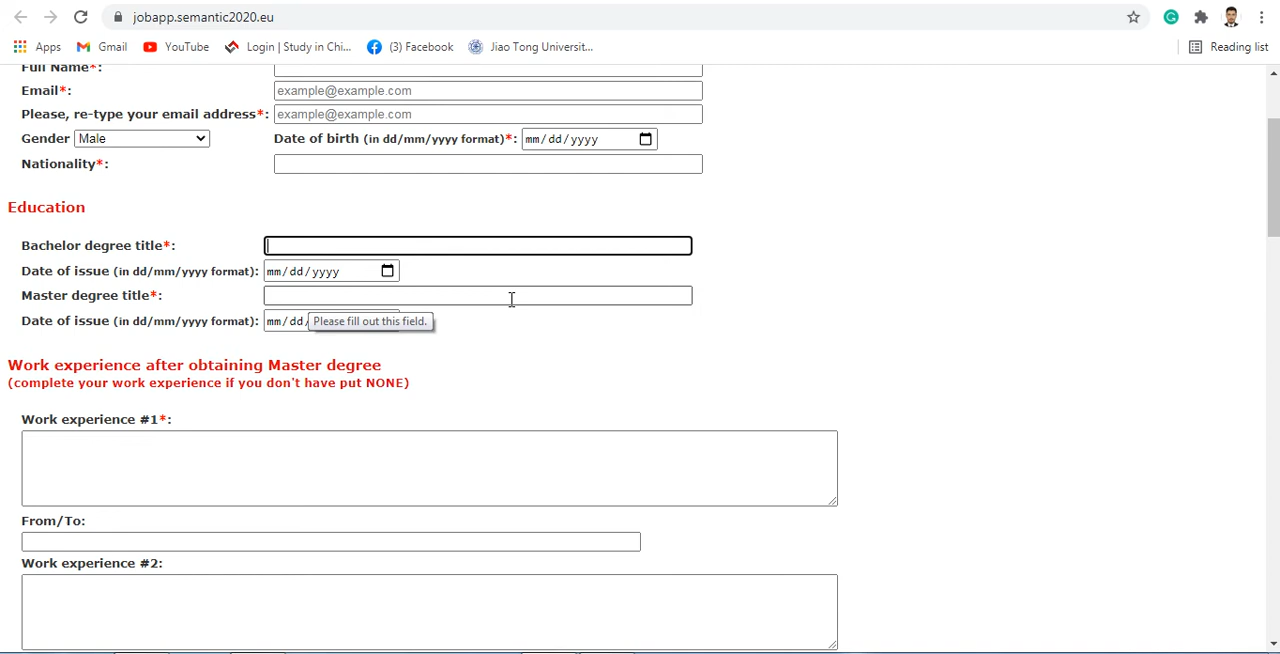 jobapp.semantic2020.eu
Apps Gmail YouTube Login | Study in Chi... (3) Facebook Jiao Tong Universit... Reading list
Full Name*:
Email*: example@example.com
Please, re-type your email address*: example@example.com
Gender Male Date of birth (in dd/mm/yyyy format)*: mm/dd/yyyy
Nationality*:
Education
Bachelor degree title*:
Date of issue (in dd/mm/yyyy format): mm/dd/yyyy
Master degree title*:
Date of issue (in dd/mm/yyyy format): mm/dd/ Please fill out this field.
Work experience after obtaining Master degree
(complete your work experience if you don't have put NONE)
Work experience #1*:
From/To:
Work experience #2: